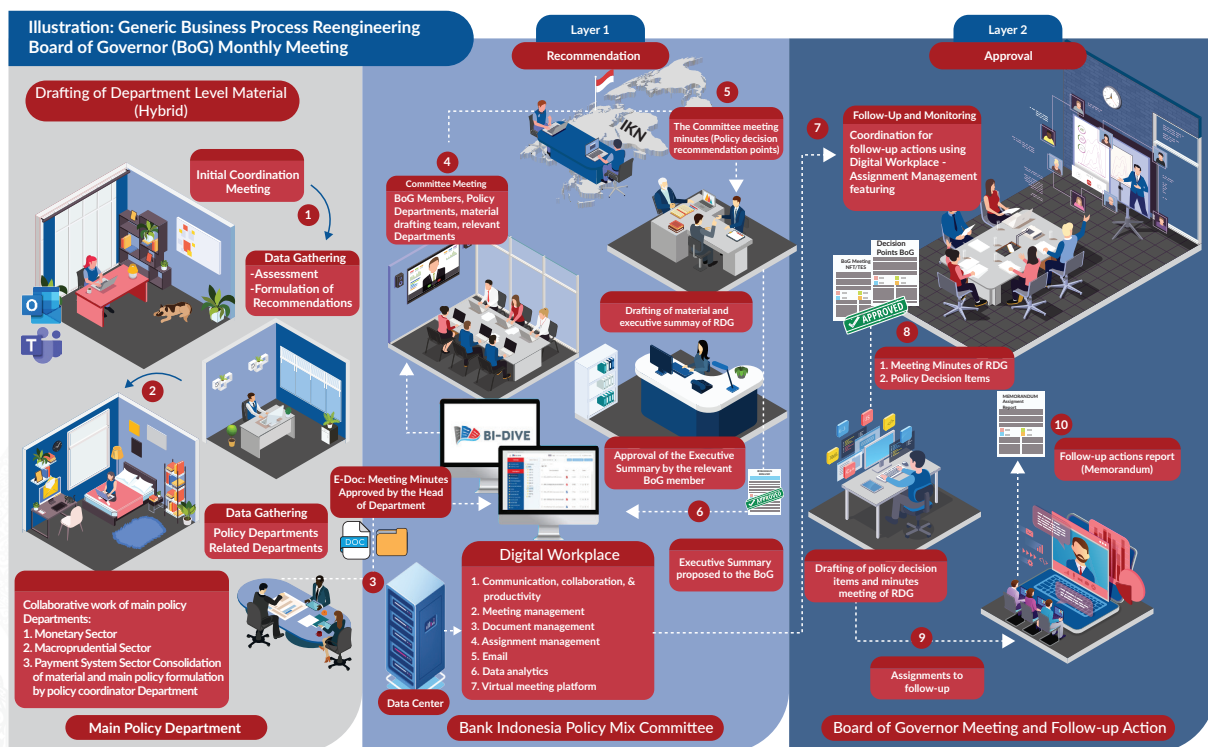 Illustration: Generic Business Process Reengineering
Board of Governor (BoG) Monthly Meeting
Drafting of Department Level Material
(Hybrid)
Initial Coordination
Meeting
1
Data Gathering
-Assessment
-Formulation of
Recommendations
O
T
2
Data Gathering
Policy Departments
Related Departments
Collaborative work of main policy
Departments:
1. Monetary Sector
2. Macroprudential Sector
3. Payment System Sector Consolidation
of material and main policy formulation
by policy coordinator Department
Main Policy Department
Layer 1
Recommendation
IKN
4
Committee Meeting
BoG Members, Policy
Departments, material
drafting team, relevant
Departments
5
The Committee meeting
minutes (Policy decision
recommendation points)
Drafting of material and
executive summay of RDG
BI-DIVE
Approval of the Executive
Summary by the relevant
BoG member
APPROVED
6
Executive Summary
proposed to the BoG
E-Doc: Meeting Minutes
Approved by the Head
of Department
DOC
3
Data Center
Digital Workplace
1. Communication, collaboration, &
productivity
2. Meeting management
3. Document management
4. Assignment management
5. Email
6. Data analytics
7. Virtual meeting platform
Bank Indonesia Policy Mix Committee
Layer 2
Approval
7
Follow-Up and Monitoring
Coordination for
follow-up actions using
Digital Workplace -
Assignment Management
featuring
BoG Meeting
NFT/TES
Decision
Points BoG
APPROVED
8
1. Meeting Minutes of RDG
2. Policy Decision Items
MEMORANDUM
Assigment
Report
10
Follow-up actions report
(Memorandum)
Drafting of policy decision
items and minutes
meeting of RDG
9
Assignments to
follow-up
Board of Governor Meeting and Follow-up Action